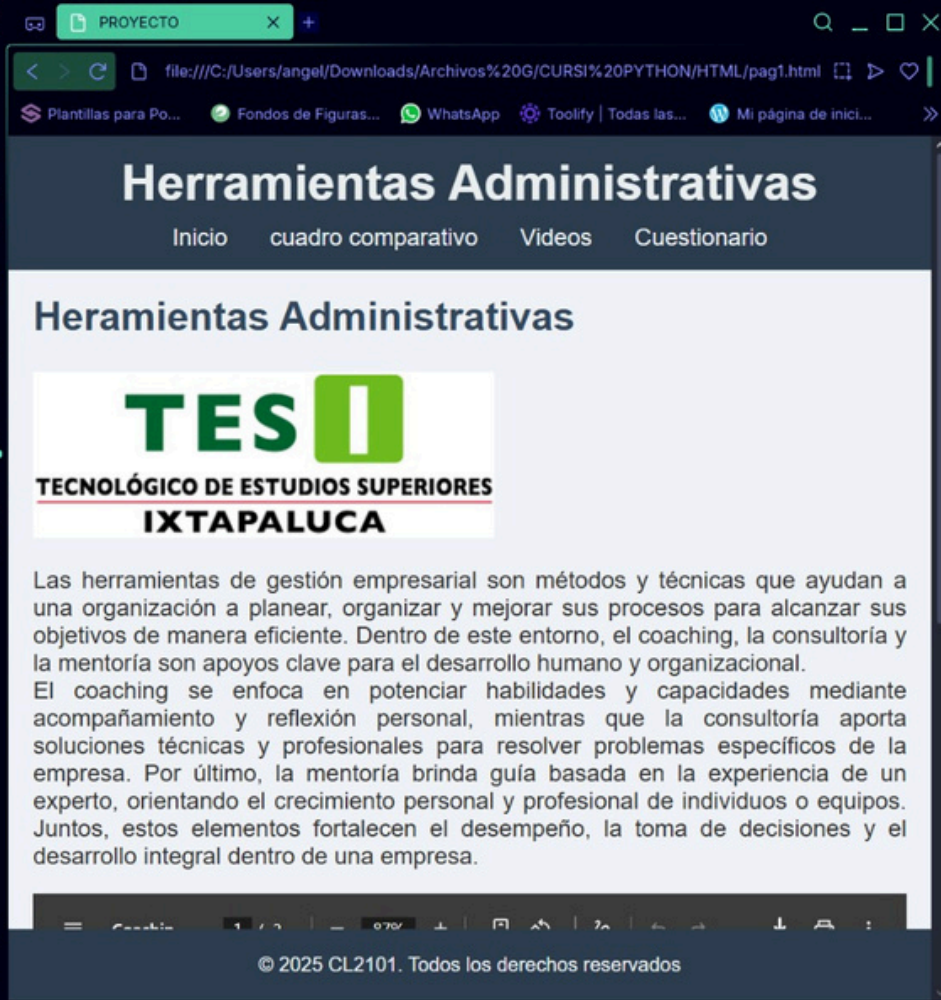 PROYECTO
file:///C:/Users/angel/Downloads/Archivos%20G/CURSI%20PYTHON/HTML/pag1.html
Plantillas para Po... Fondos de Figuras... WhatsApp Toolify | Todas las... Mi página de inici...
Herramientas Administrativas
Inicio cuadro comparativo Videos Cuestionario
Heramientas Administrativas
TESI
TECNOLÓGICO DE ESTUDIOS SUPERIORES
IXTAPALUCA
Las herramientas de gestión empresarial son métodos y técnicas que ayudan a
una organización a planear, organizar y mejorar sus procesos para alcanzar sus
objetivos de manera eficiente. Dentro de este entorno, el coaching, la consultoría y
la mentoría son apoyos clave para el desarrollo humano y organizacional.
El coaching se enfoca en potenciar habilidades y capacidades mediante
acompañamiento y reflexión personal, mientras que la consultoría aporta
soluciones técnicas y profesionales para resolver problemas específicos de la
empresa. Por último, la mentoría brinda guía basada en la experiencia de un
experto, orientando el crecimiento personal y profesional de individuos o equipos.
Juntos, estos elementos fortalecen el desempeño, la toma de decisiones y el
desarrollo integral dentro de una empresa.
© 2025 CL2101. Todos los derechos reservados